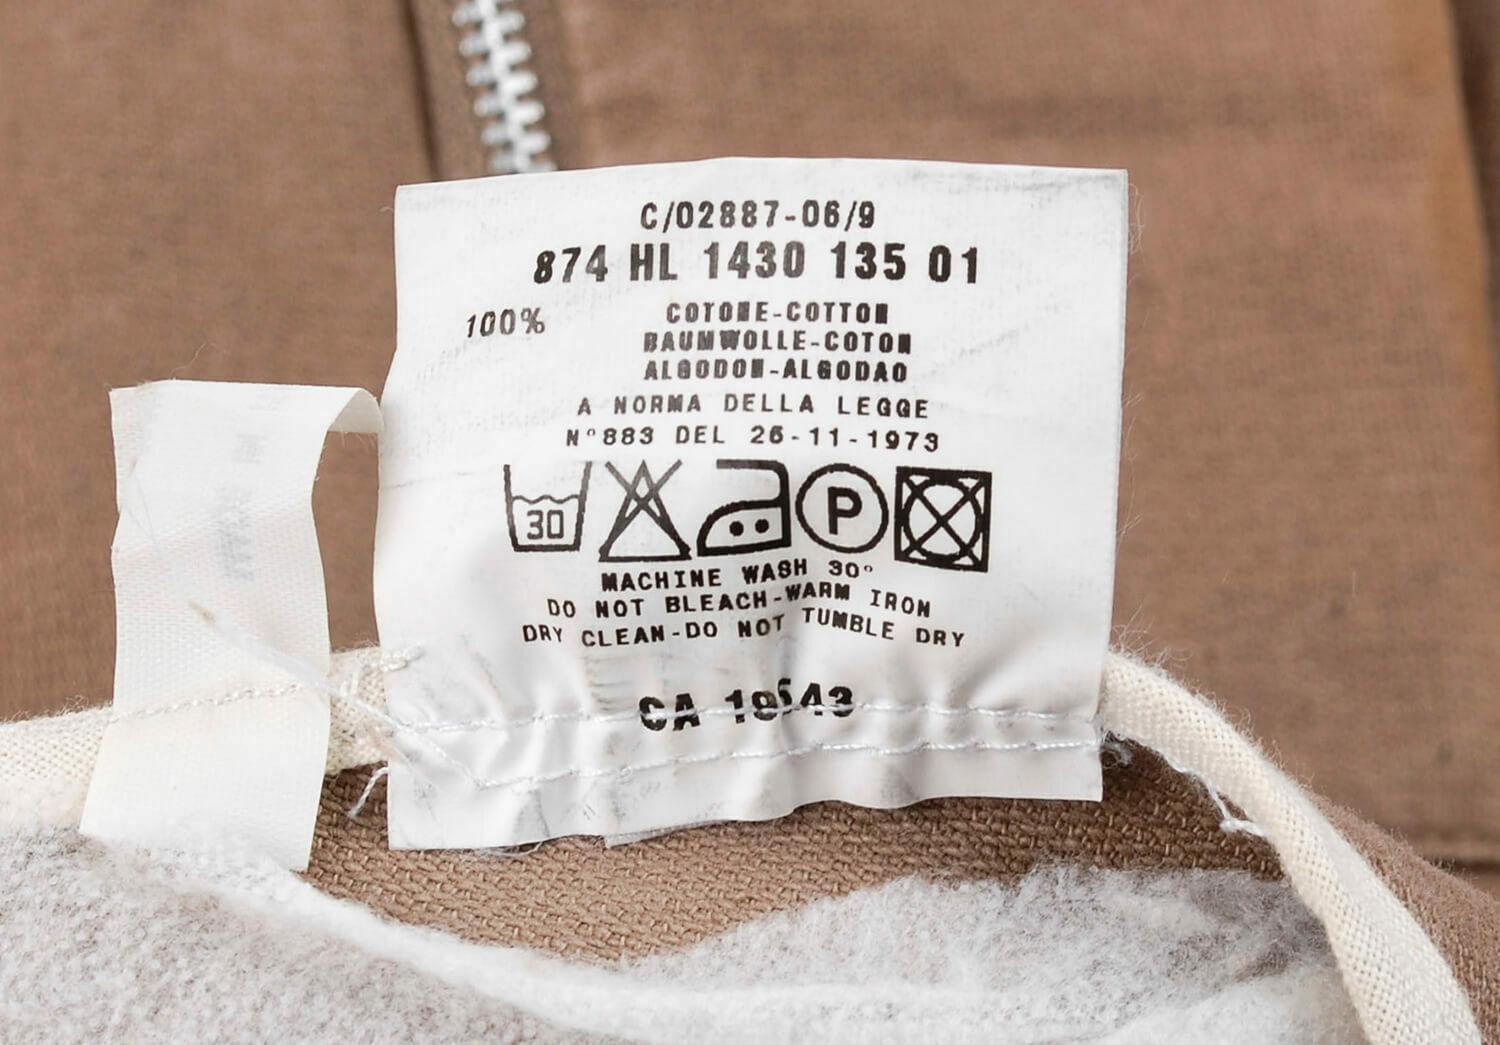 C/02887-06/9
874 HL 1430 135 01
100% COTONE-COTTON
BAUMWOLLE-COTON
ALGODON-ALGODAO
A NORMA DELLA LEGGE
N°883 DEL 26-11-1973
30 P
MACHINE WASH 30°
DO NOT BLEACH-WARM IRON
DRY CLEAN-DO NOT TUMBLE DRY
CA